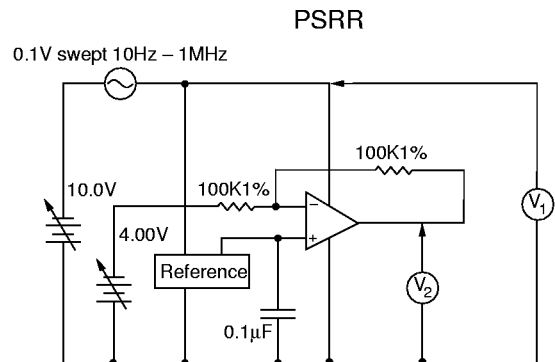 PSRR
0.1V swept 10Hz – 1MHz
100K1%
10.0V
100K1%
4.00V
–
+
V1
Reference
V2
0.1µF